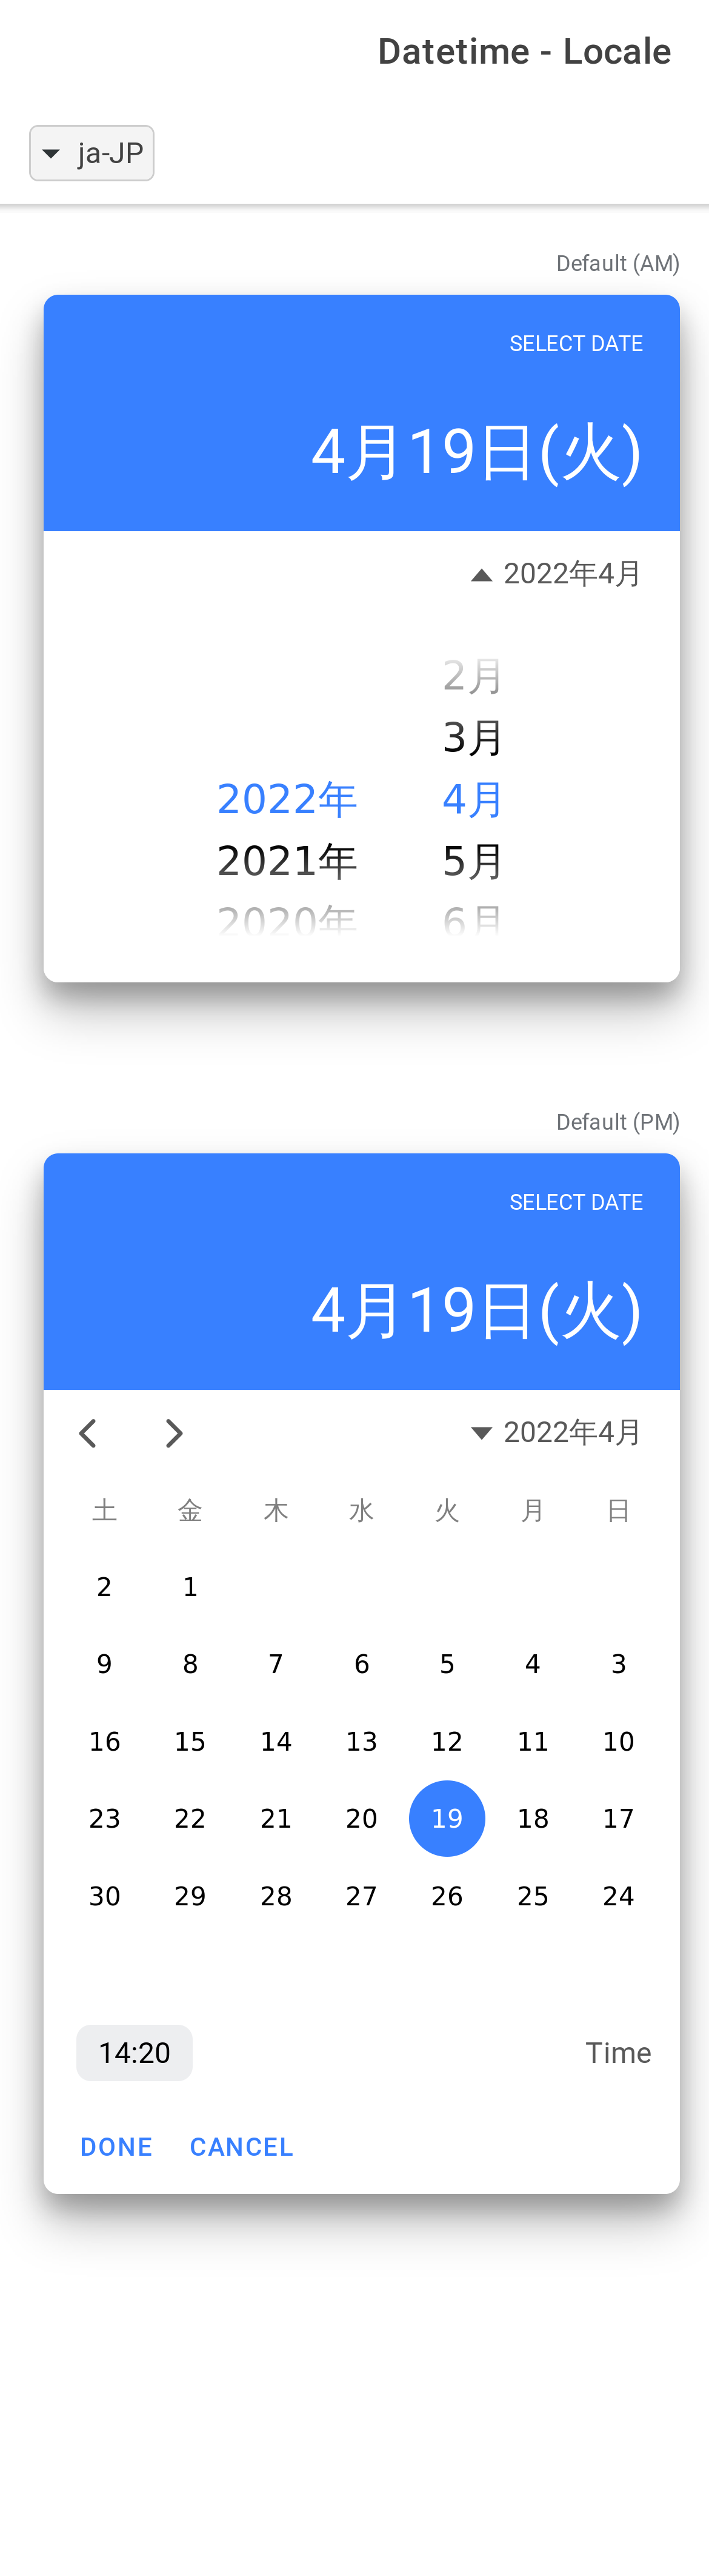 Datetime - Locale
ja-JP
Default (AM)
SELECT DATE
4月19日(火)
2022年4月
2月
3月
2022年 4月
2021年 5月
2020年 6月
Default (PM)
SELECT DATE
4月19日(火)
2022年4月
土 金 木 水 火 月 日
2 1
9 8 7 6 5 4 3
16 15 14 13 12 11 10
23 22 21 20 19 18 17
30 29 28 27 26 25 24
14:20 Time
DONE CANCEL